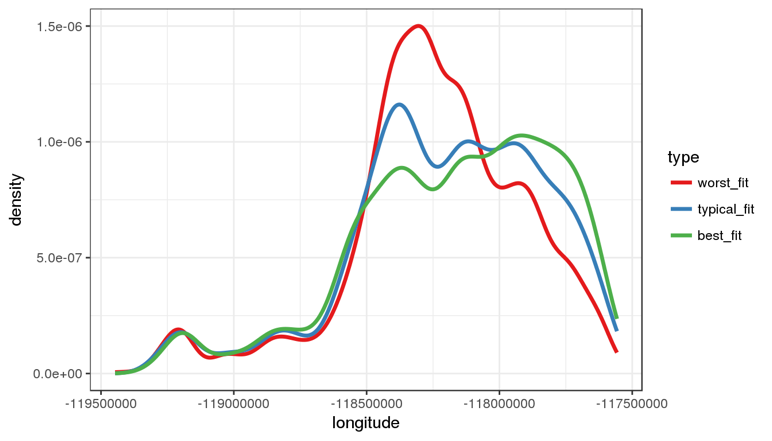 1.5e-06
1.0e-06
5.0e-07
0.0e+00
density
-119500000 -119000000 -118500000 -118000000 -117500000
longitude
type
worst_fit
typical_fit
best_fit